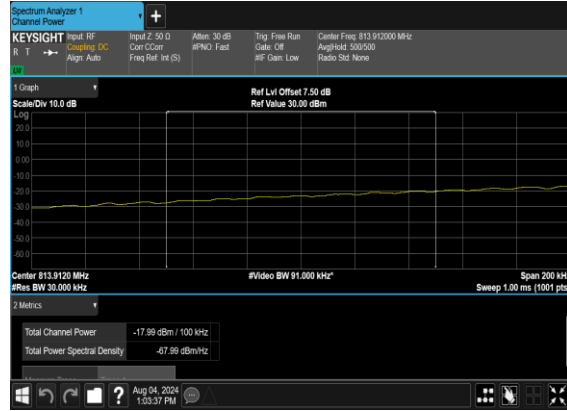 Spectrum Analyzer 1
Channel Power
+
KEYSIGHT Input: RF Input Z: 50 Ω Atten: 30 dB Trig: Free Run Center Freq: 813.912000 MHz
R T Coupling: DC Corr CCorr #PNO: Fast Gate: Off Avg|Hold: 500/500
Align: Auto Freq Ref: Int (S) #IF Gain: Low Radio Std: None
1 Graph Ref Lvl Offset 7.50 dB
Scale/Div 10.0 dB Ref Value 30.00 dBm
Log
20.0
10.0
0.00
-10.0
-20.0
-30.0
-40.0
-50.0
-60.0
Center 813.9120 MHz #Video BW 91.000 kHz* Span 200 kH
#Res BW 30.000 kHz Sweep 1.00 ms (1001 pts
2 Metrics
Total Channel Power -17.99 dBm / 100 kHz
Total Power Spectral Density -67.99 dBm/Hz
? Aug 04, 2024
1:03:37 PM